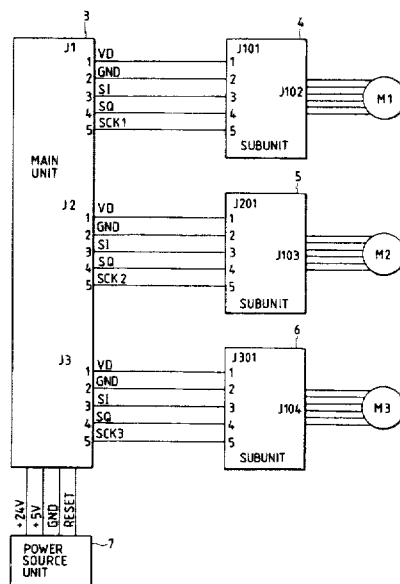 3
4
J1
J101
1 VD 1
2 GND 2
3 SI 3
4 SQ 4
5 SCK1 5
J102
M1
SUBUNIT
MAIN
UNIT
5
J2
J201
1 VD 1
2 GND 2
3 SI 3
4 SQ 4
5 SCK2 5
J103
M2
SUBUNIT
6
J3
J301
1 VD 1
2 GND 2
3 SI 3
4 SQ 4
5 SCK3 5
J104
M3
SUBUNIT
+24V
+5V
GND
RESET
POWER
SOURCE
UNIT
7